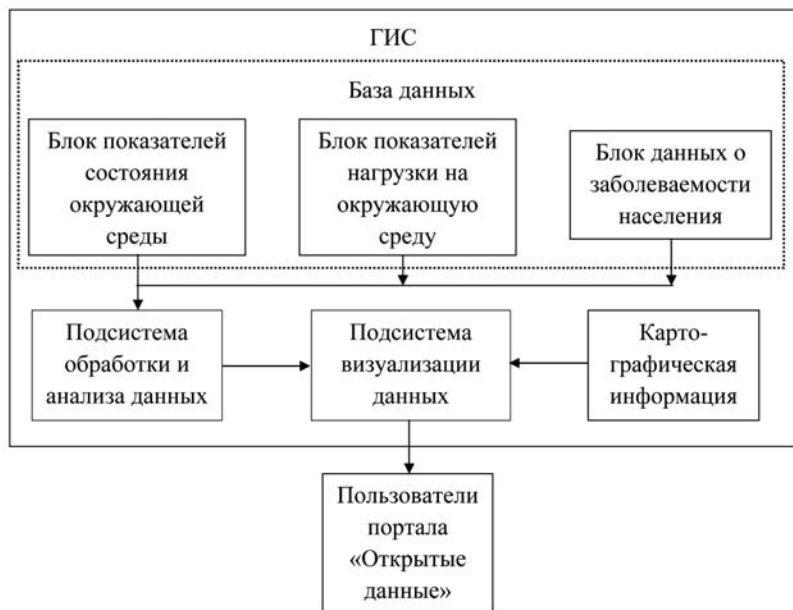 ГИС
База данных
Блок показателей
состояния
окружающей
среды
Блок показателей
нагрузки на
окружающую
среду
Блок данных о
заболеваемости
населения
Подсистема
обработки и
анализа данных
Подсистема
визуализации
данных
Карто-
графическая
информация
Пользователи
портала
«Открытые
данные»